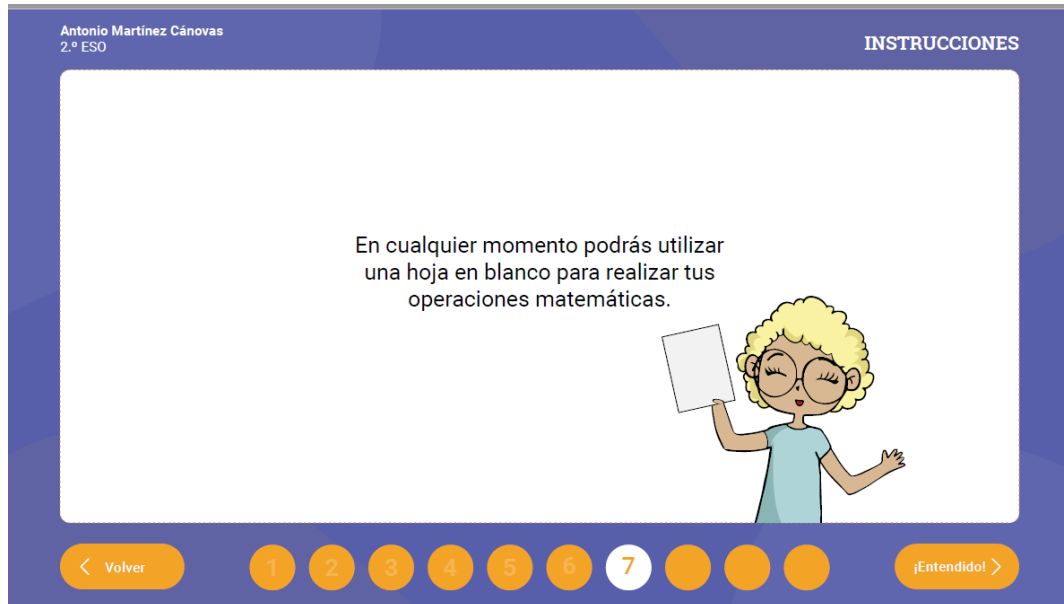 Antonio Martínez Cánovas
2.º ESO
INSTRUCCIONES
En cualquier momento podrás utilizar
una hoja en blanco para realizar tus
operaciones matemáticas.
Volver
1
2
3
4
5
6
7
¡Entendido!